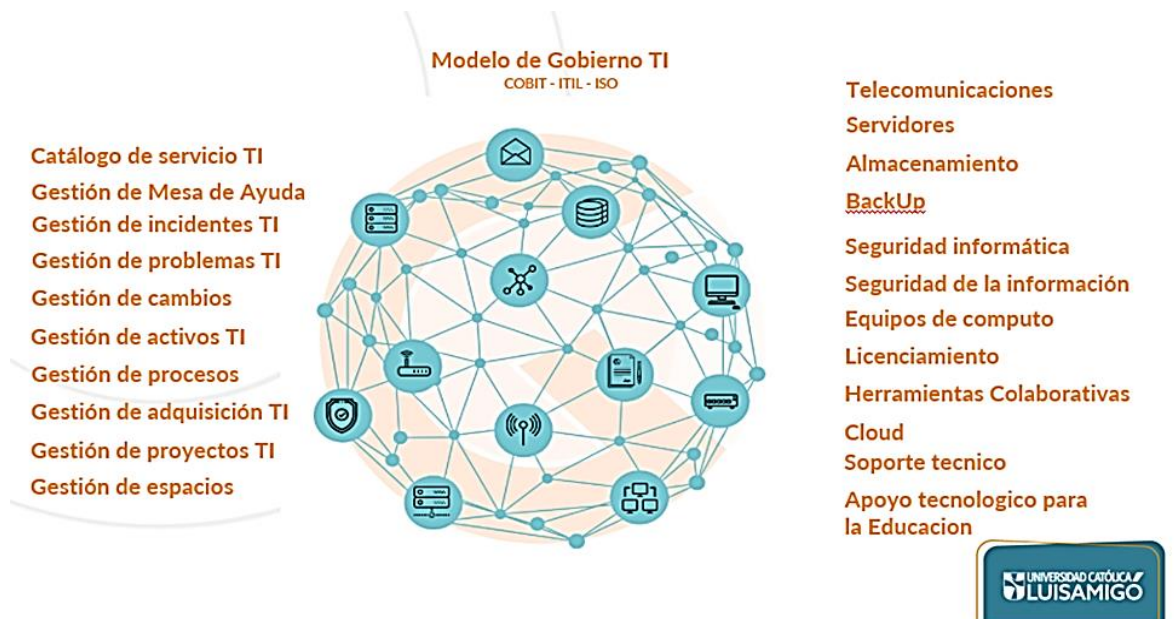 Modelo de Gobierno TI
COBIT - ITIL - ISO
Catálogo de servicio TI
Gestión de Mesa de Ayuda
Gestión de incidentes TI
Gestión de problemas TI
Gestión de cambios
Gestión de activos TI
Gestión de procesos
Gestión de adquisición TI
Gestión de proyectos TI
Gestión de espacios
Telecomunicaciones
Servidores
Almacenamiento
BackUp
Seguridad informática
Seguridad de la información
Equipos de computo
Licenciamiento
Herramientas Colaborativas
Cloud
Soporte tecnico
Apoyo tecnologico para
la Educacion
UNIVERSIDAD CATÓLICA
LUIS AMIGÓ